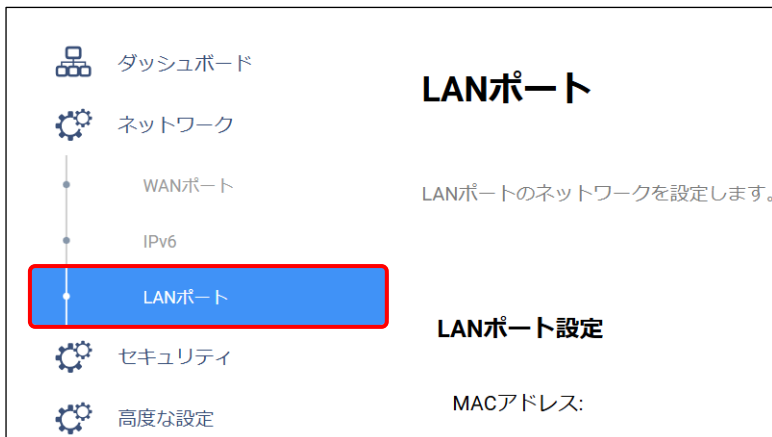 ダッシュボード
ネットワーク
WANポート
IPv6
LANポート
セキュリティ
高度な設定
LANポート
LANポートのネットワークを設定します。
LANポート設定
MACアドレス: